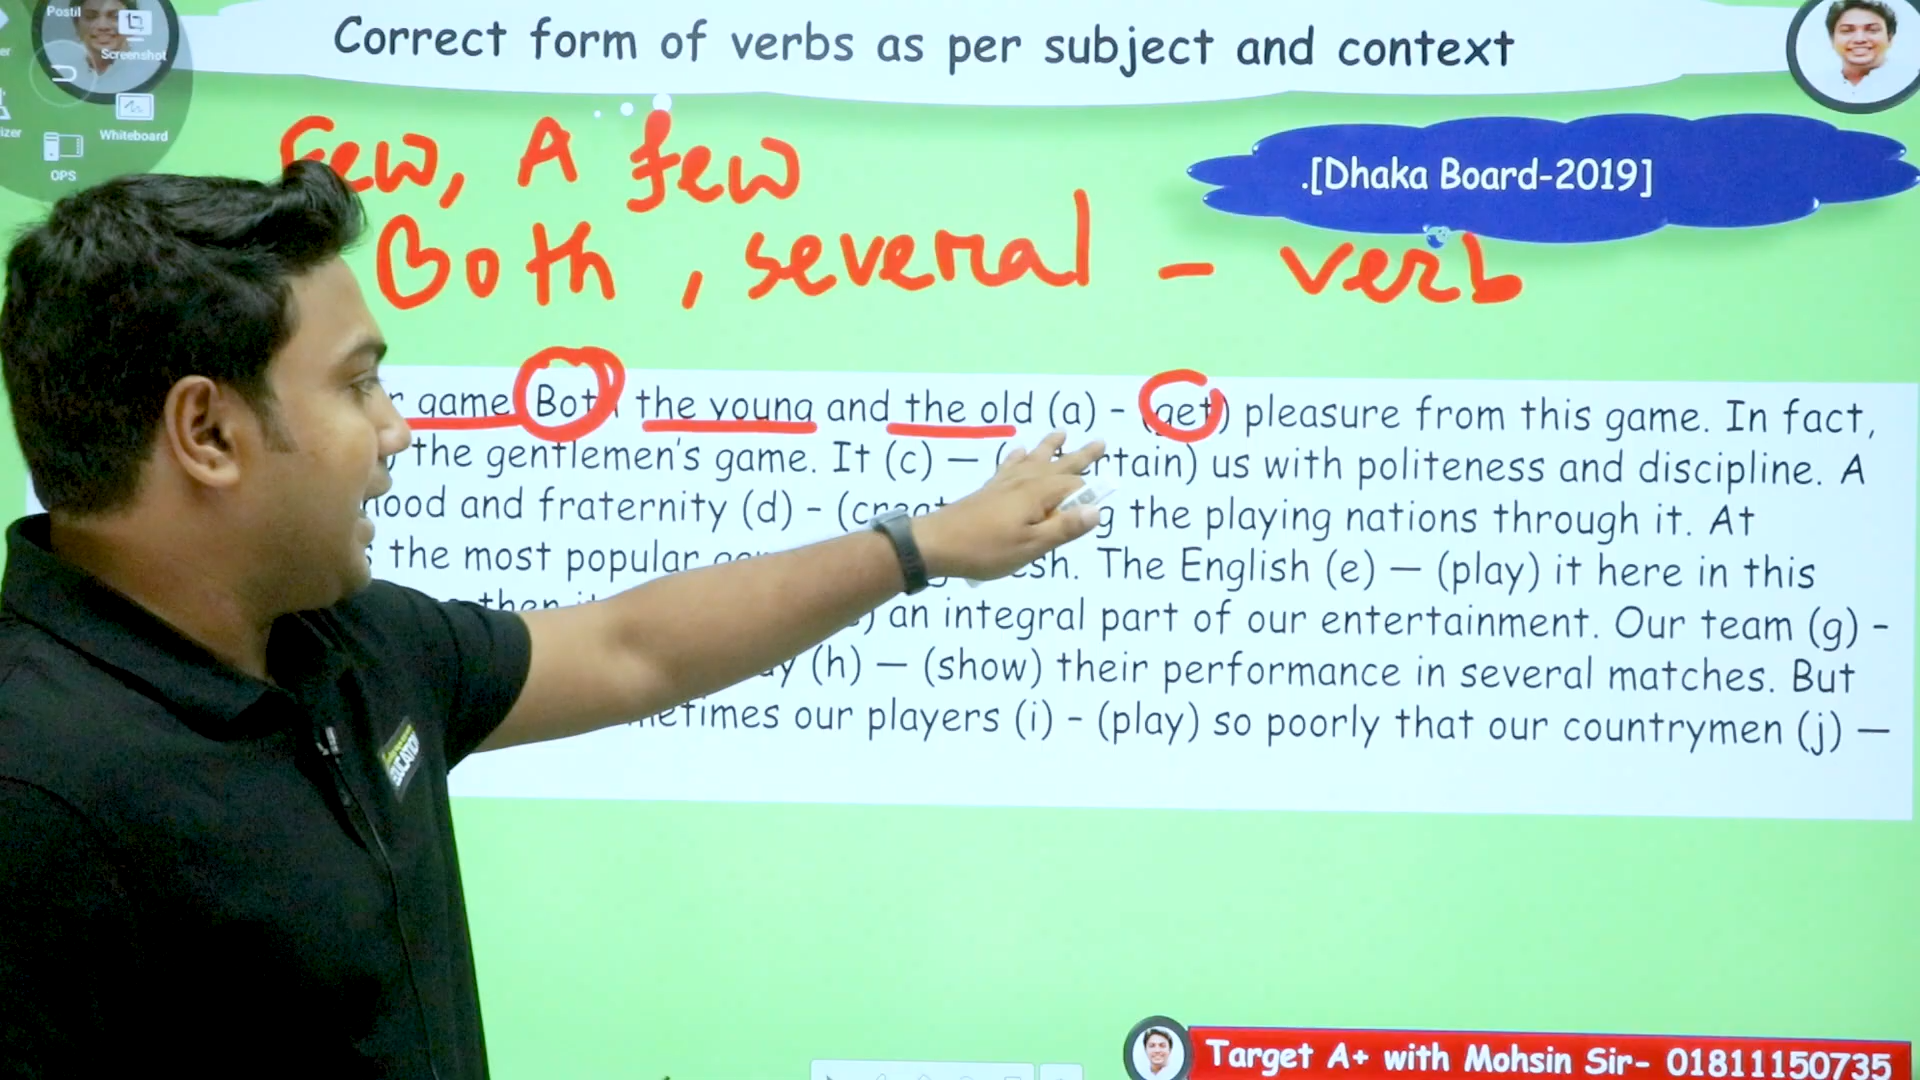 Postil
Screenshot
Whiteboard
OPS
Correct form of verbs as per subject and context
.[Dhaka Board-2019]
Few, A few
Both, several - verb
game Both the young and the old (a) - (get) pleasure from this game. In fact,
the gentlemen's game. It (c) — ( tain) us with politeness and discipline. A
hood and fraternity (d) - (creat g the playing nations through it. At
the most popular sh. The English (e) — (play) it here in this
then ) an integral part of our entertainment. Our team (g) -
y (h) — (show) their performance in several matches. But
metimes our players (i) - (play) so poorly that our countrymen (j) —
EDUCATION
Target A+ with Mohsin Sir- 01811150735